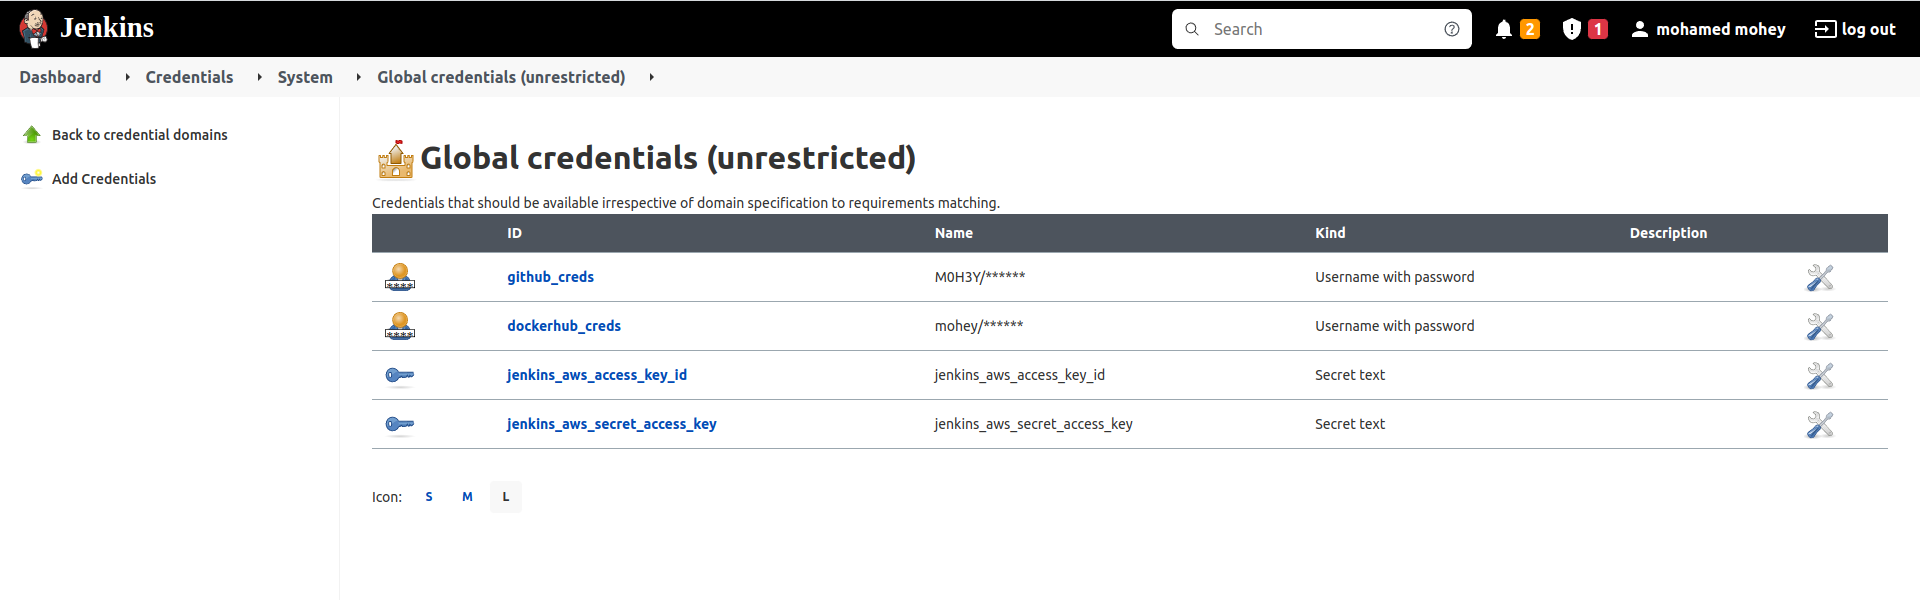 Jenkins
Search
2
1
mohamed mohey
log out
Dashboard Credentials System Global credentials (unrestricted)
Back to credential domains
Add Credentials
Global credentials (unrestricted)
Credentials that should be available irrespective of domain specification to requirements matching.
ID Name Kind Description
github_creds M0H3Y/****** Username with password
dockerhub_creds mohey/****** Username with password
jenkins_aws_access_key_id jenkins_aws_access_key_id Secret text
jenkins_aws_secret_access_key jenkins_aws_secret_access_key Secret text
Icon: S M L